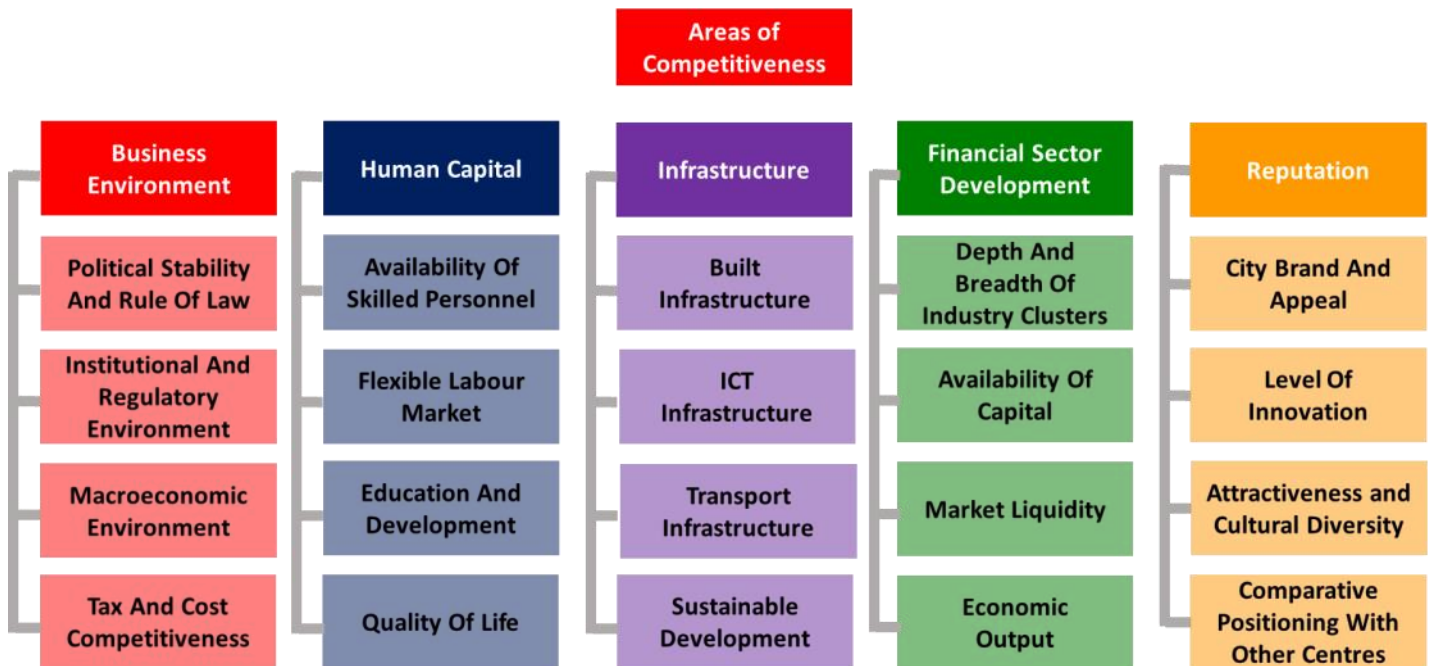 Areas of
Competitiveness
Business
Environment
Political Stability
And Rule Of Law
Institutional And
Regulatory
Environment
Macroeconomic
Environment
Tax And Cost
Competitiveness
Human Capital
Availability Of
Skilled Personnel
Flexible Labour
Market
Education And
Development
Quality Of Life
Infrastructure
Built
Infrastructure
ICT
Infrastructure
Transport
Infrastructure
Sustainable
Development
Financial Sector
Development
Depth And
Breadth Of
Industry Clusters
Availability Of
Capital
Market Liquidity
Economic
Output
Reputation
City Brand And
Appeal
Level Of
Innovation
Attractiveness and
Cultural Diversity
Comparative
Positioning With
Other Centres